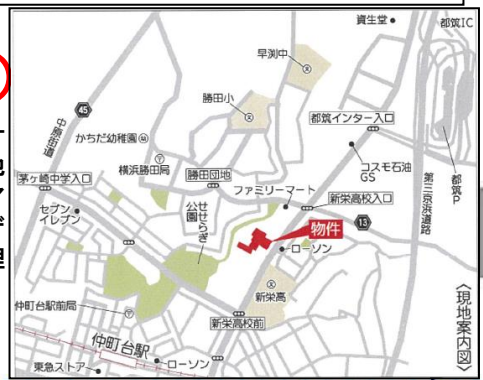 資生堂
都筑IC
早渕中
勝田小
45
中原街道
かちだ幼稚園
横浜勝田局
勝田団地
都筑インター入口
コスモ石油
GS
第三京浜道路
都筑P
茅ヶ崎中学入口
ファミリーマート
新栄高校入口
セブン
イレブン
せせらぎ
公園
13
物件
ローソン
新栄高
仲町台駅前局
新栄高校前
仲町台駅
ローソン
東急ストア
〈現地案内図〉